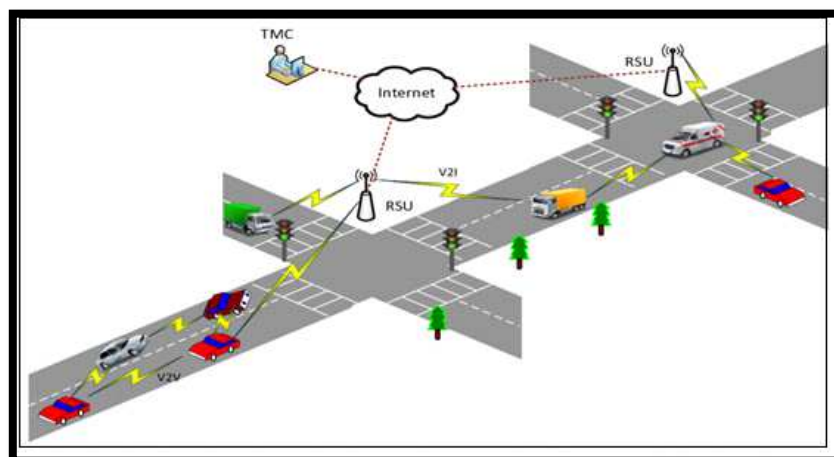 TMC
RSU
Internet
V2I
RSU
V2V